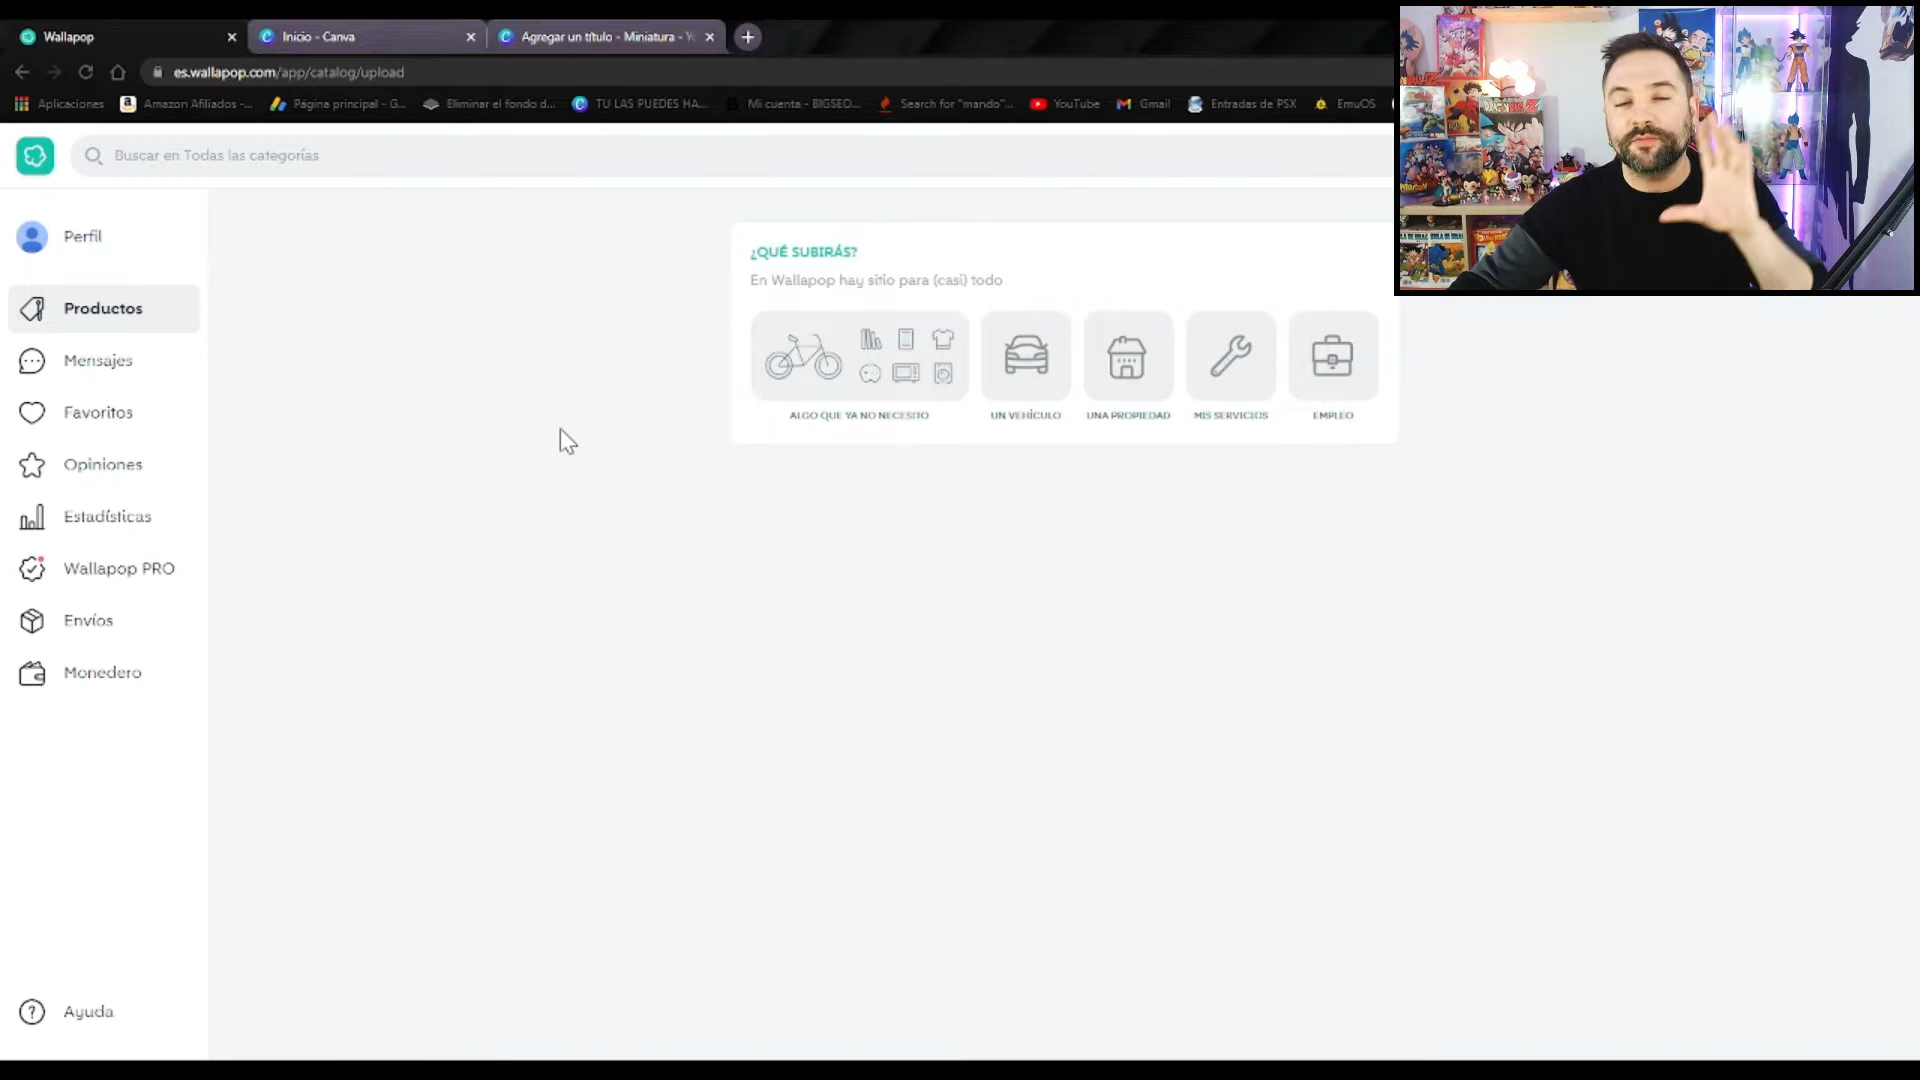 Wallapop
Inicio - Canva
Agregar un título - Miniatura - Y
es.wallapop.com/app/catalog/upload
Aplicaciones
Amazon Afiliados -...
Página principal - G...
Eliminar el fondo d...
TU LAS PUEDES HA...
Mi cuenta - BIGSEO...
Search for "mando"...
YouTube
Gmail
Entradas de PSX
EmuOS
Buscar en Todas las categorías
Perfil
Productos
Mensajes
Favoritos
Opiniones
Estadísticas
Wallapop PRO
Envíos
Monedero
Ayuda
¿QUÉ SUBIRÁS?
En Wallapop hay sitio para (casi) todo
ALGO QUE YA NO NECESITO
UN VEHÍCULO
UNA PROPIEDAD
MIS SERVICIOS
EMPLEO